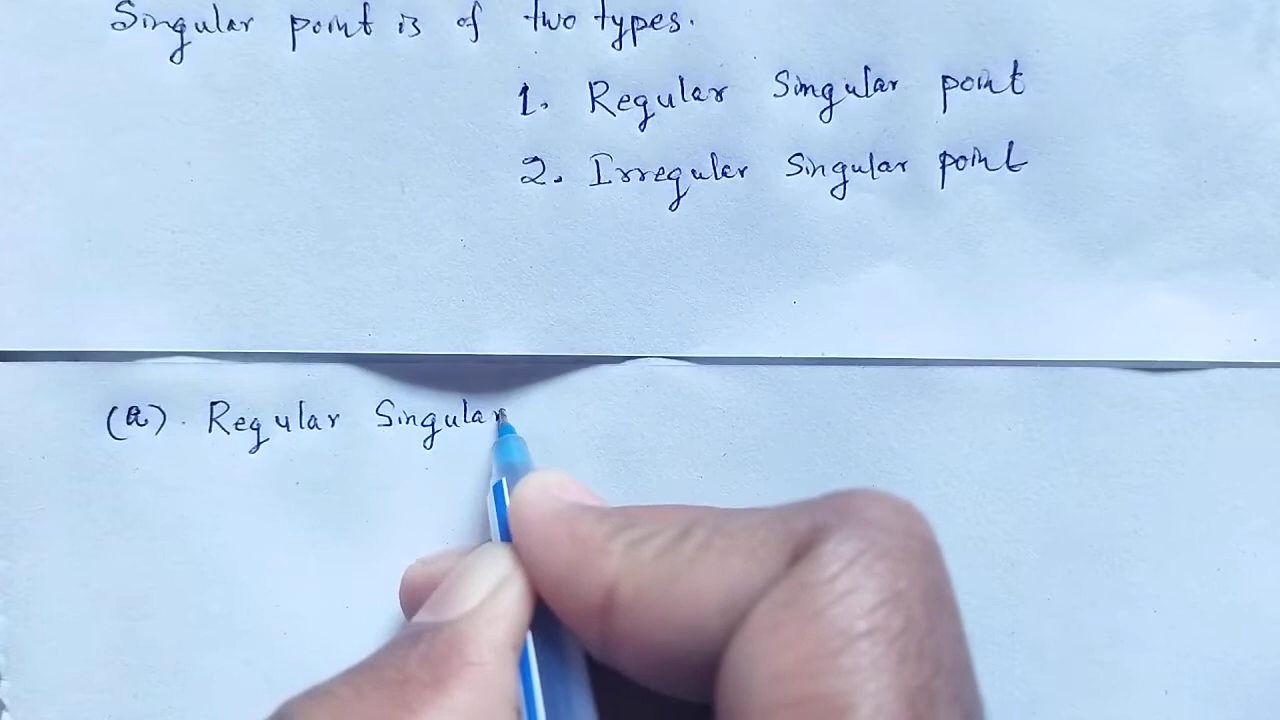 Singular point is of two types.
1. Regular Singular point
2. Irregular Singular point
(a). Regular Singular